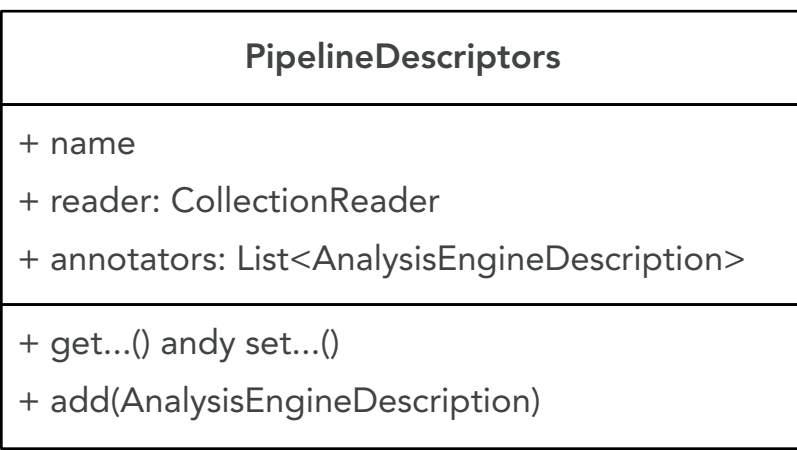 PipelineDescriptors
+ name
+ reader: CollectionReader
+ annotators: List<AnalysisEngineDescription>
+ get...() andy set...()
+ add(AnalysisEngineDescription)